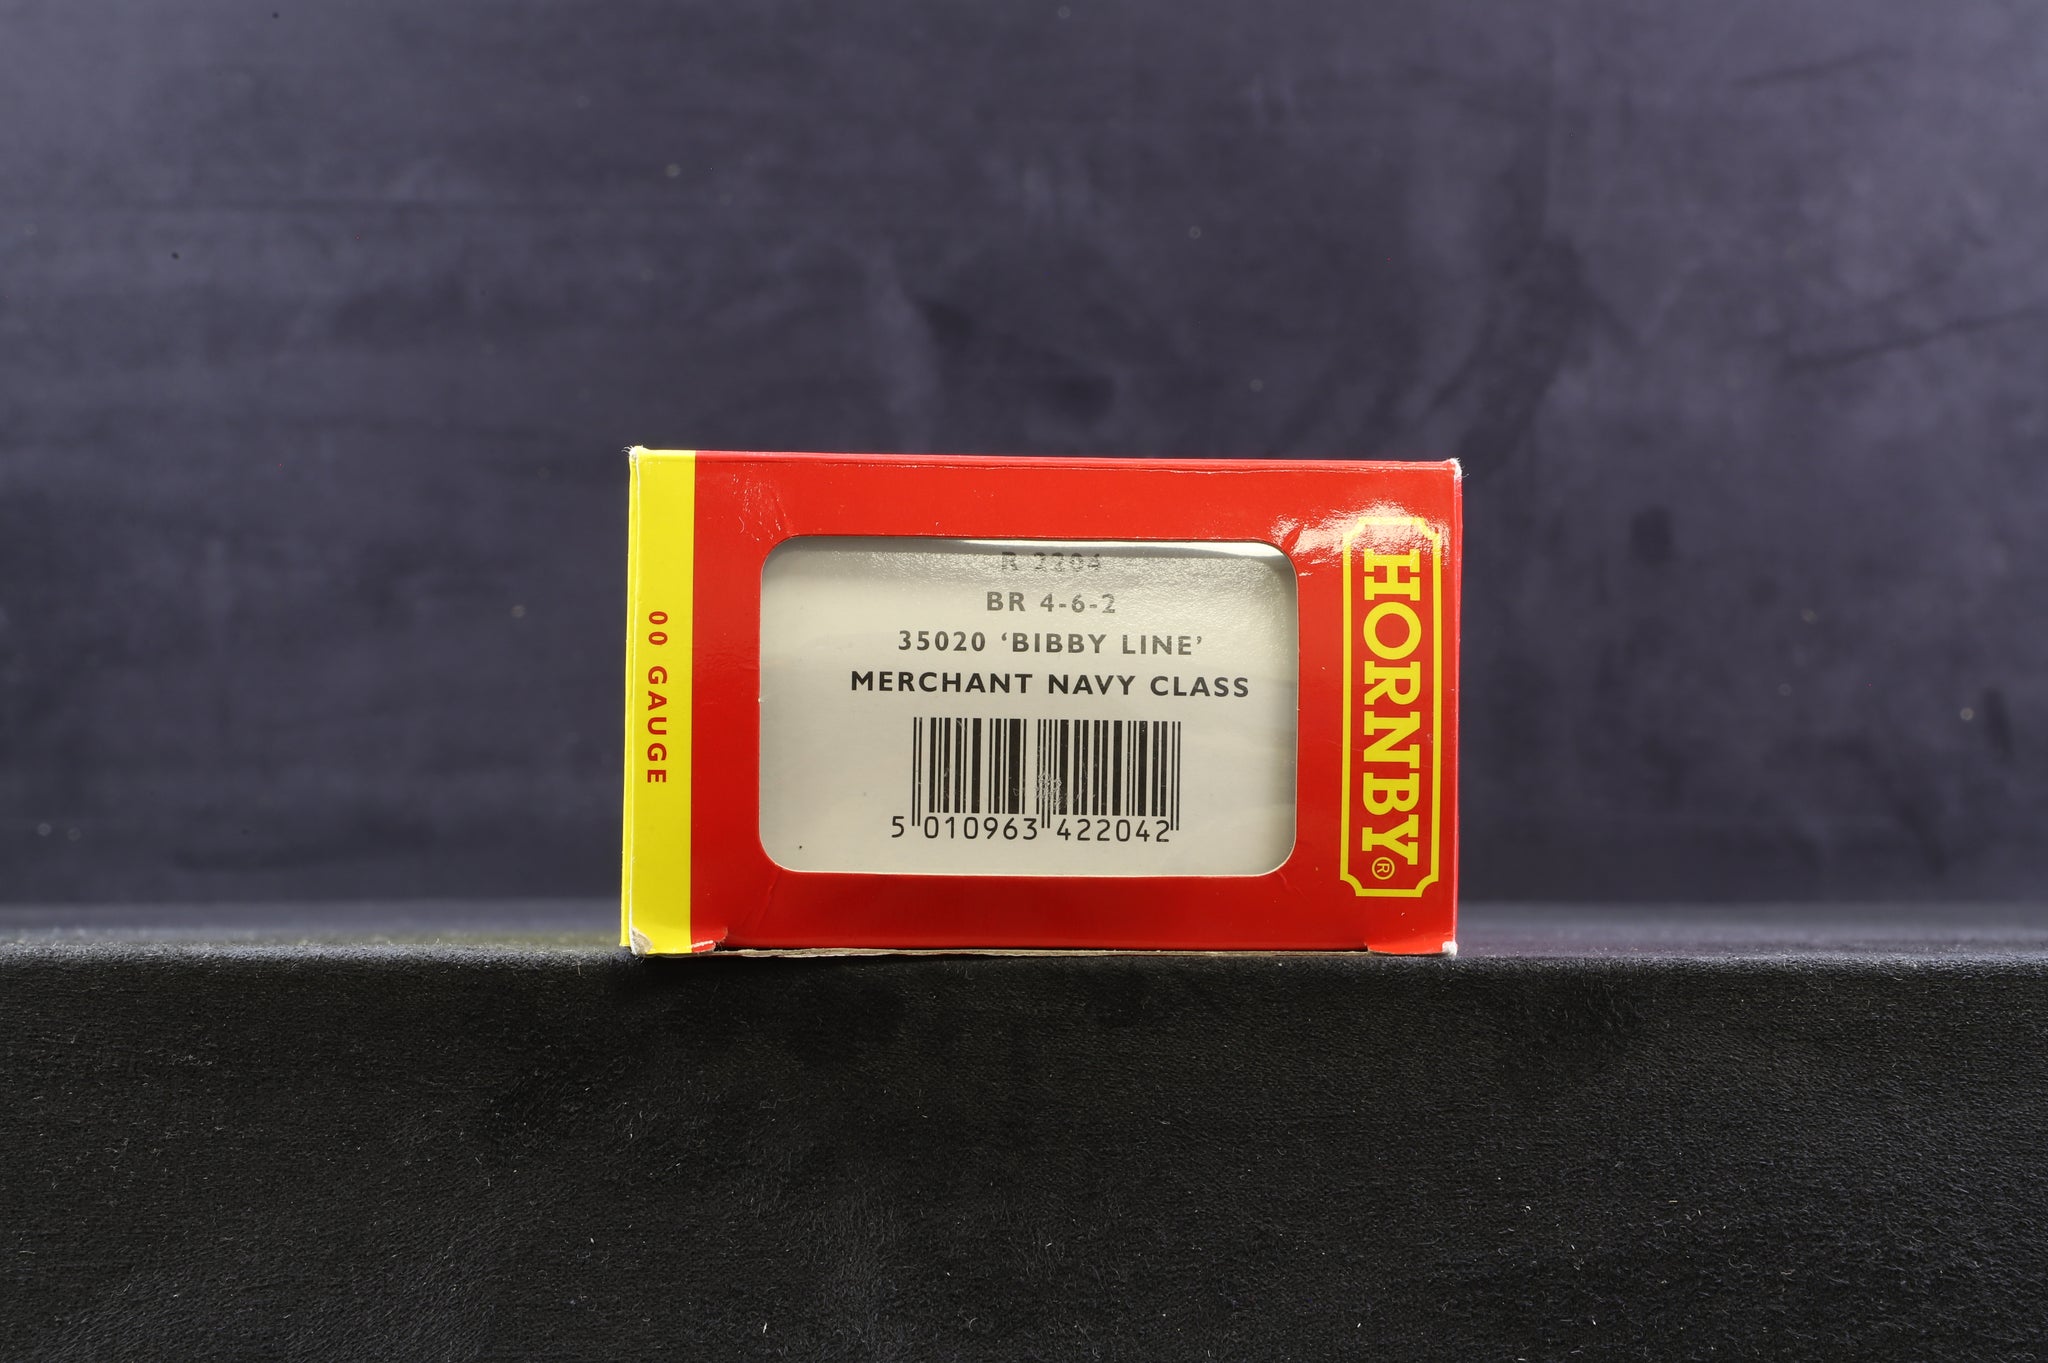 00 GAUGE
R 2204
BR 4-6-2
35020 ‘BIBBY LINE’
MERCHANT NAVY CLASS
5 010963 422042
HORNBY®